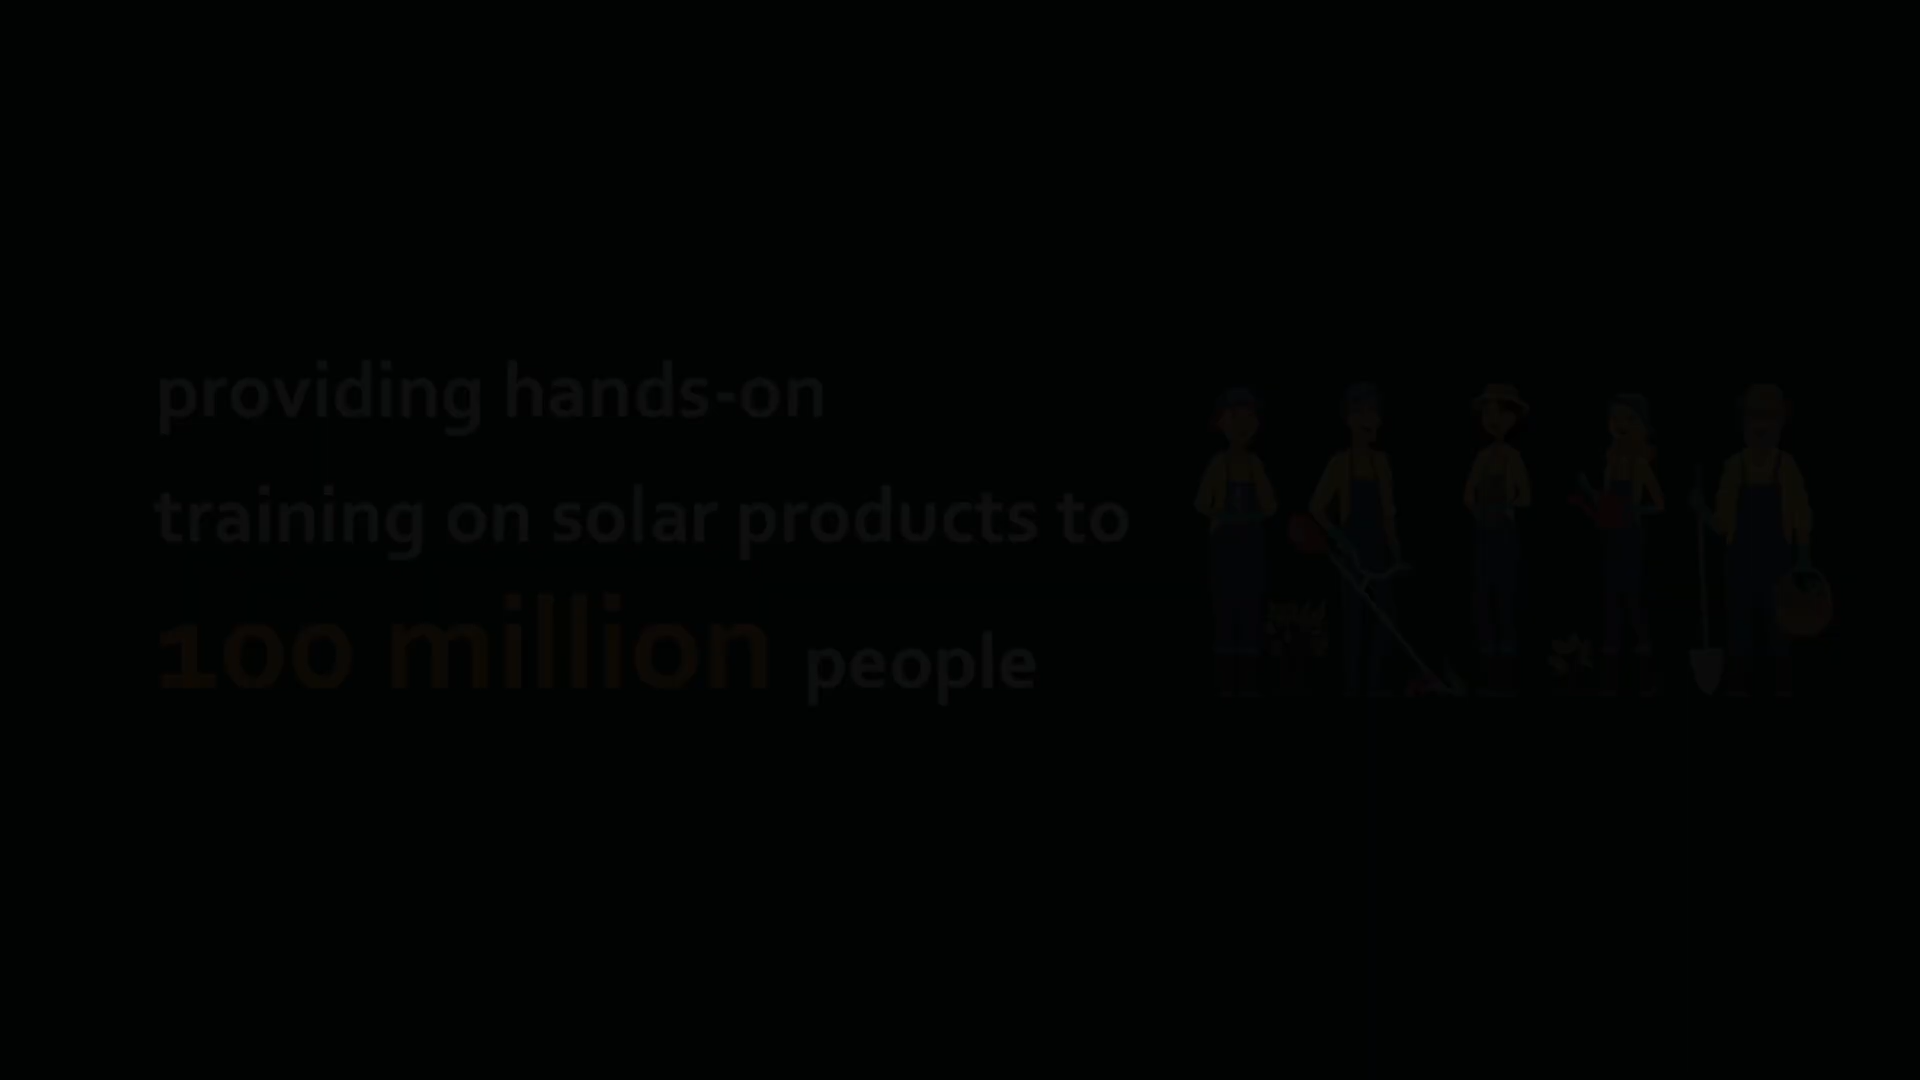 providing hands-on
training on solar products to
100 million people